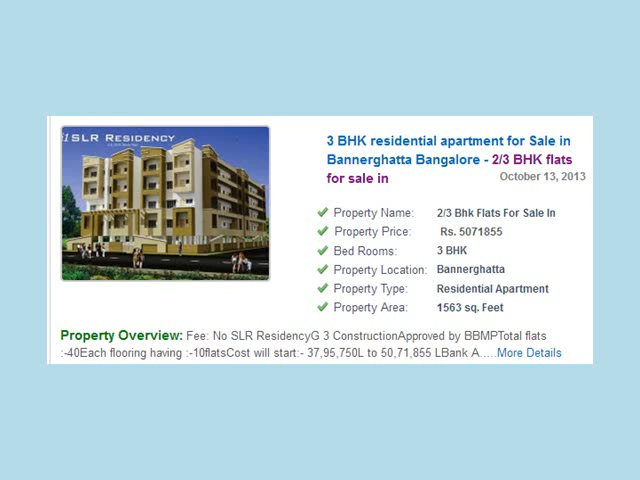 SLR RESIDENCY
3 BHK residential apartment for Sale in
Bannerghatta Bangalore - 2/3 BHK flats
for sale in
October 13, 2013
Property Name: 2/3 Bhk Flats For Sale In
Property Price: Rs. 5071855
Bed Rooms: 3 BHK
Property Location: Bannerghatta
Property Type: Residential Apartment
Property Area: 1563 sq. Feet
Property Overview: Fee: No SLR ResidencyG 3 ConstructionApproved by BBMPTotal flats
:-40Each flooring having :-10flatsCost will start:- 37,95,750L to 50,71,855 LBank A.....More Details